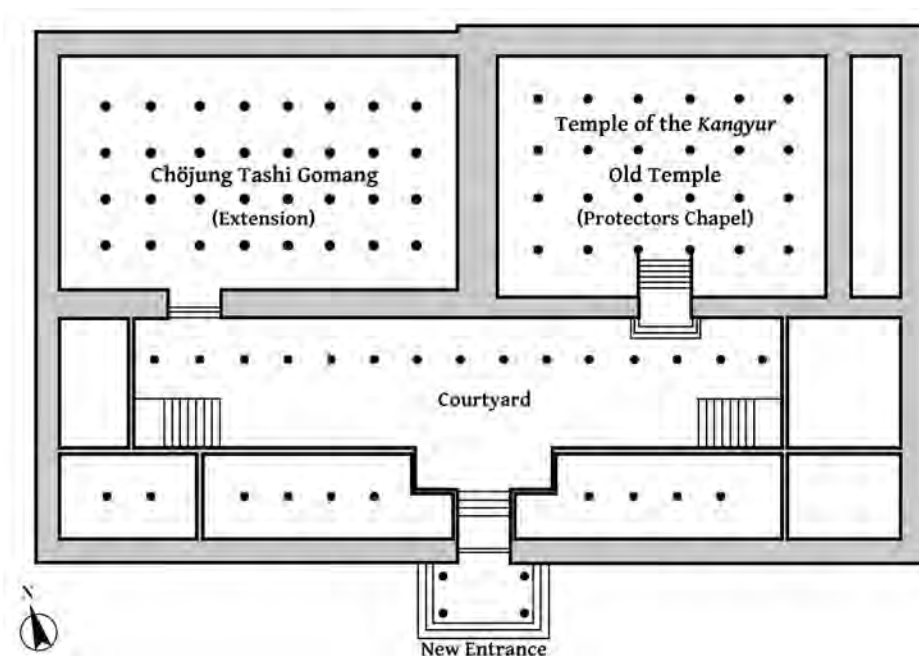 Temple of the Kangyur
Chöjung Tashi Gomang
(Extension)
Old Temple
(Protectors Chapel)
Courtyard
N
New Entrance